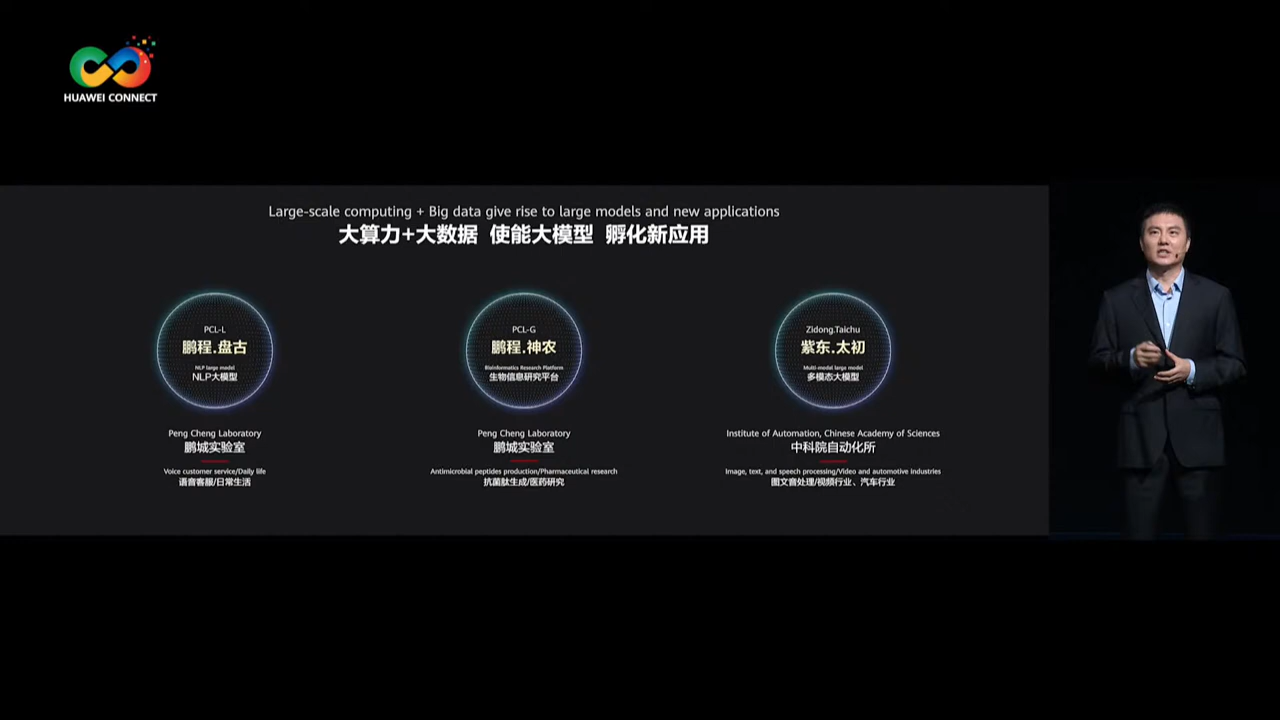 HUAWEI CONNECT
Large-scale computing + Big data give rise to large models and new applications
大算力+大数据 使能大模型 孵化新应用
PCL-L
鹏程.盘古
NLP large model
NLP大模型
Peng Cheng Laboratory
鹏城实验室
Voice customer service/Daily life
语音客服/日常生活
PCL-G
鹏程.神农
Bioinformatics Research Platform
生物信息研究平台
Peng Cheng Laboratory
鹏城实验室
Antimicrobial peptides production/Pharmaceutical research
抗菌肽生成/医药研究
Zidong.Taichu
紫东.太初
Multi-modal large model
多模态大模型
Institute of Automation, Chinese Academy of Sciences
中科院自动化所
Image, text, and speech processing/Video and automotive industries
图文音处理/视频行业、汽车行业